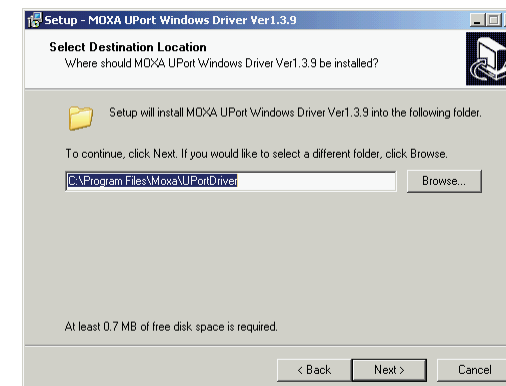 Setup - MOXA UPort Windows Driver Ver1.3.9
Select Destination Location
Where should MOXA UPort Windows Driver Ver1.3.9 be installed?
Setup will install MOXA UPort Windows Driver Ver1.3.9 into the following folder.
To continue, click Next. If you would like to select a different folder, click Browse.
C:\Program Files\Moxa\UPortDriver
Browse...
At least 0.7 MB of free disk space is required.
< Back
Next >
Cancel